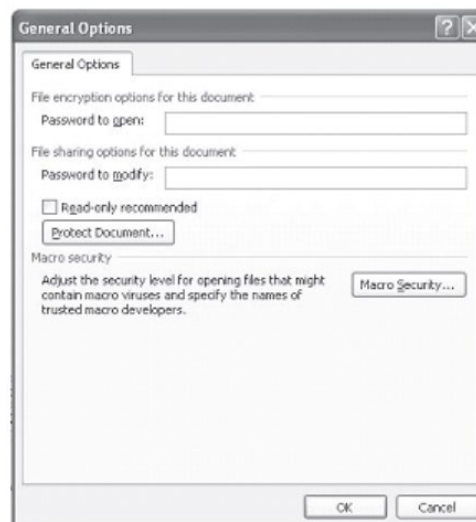 General Options
General Options
File encryption options for this document
Password to open:
File sharing options for this document
Password to modify:
Read-only recommended
Protect Document...
Macro security
Adjust the security level for opening files that might
contain macro viruses and specify the names of
trusted macro developers.
Macro Security...
OK
Cancel